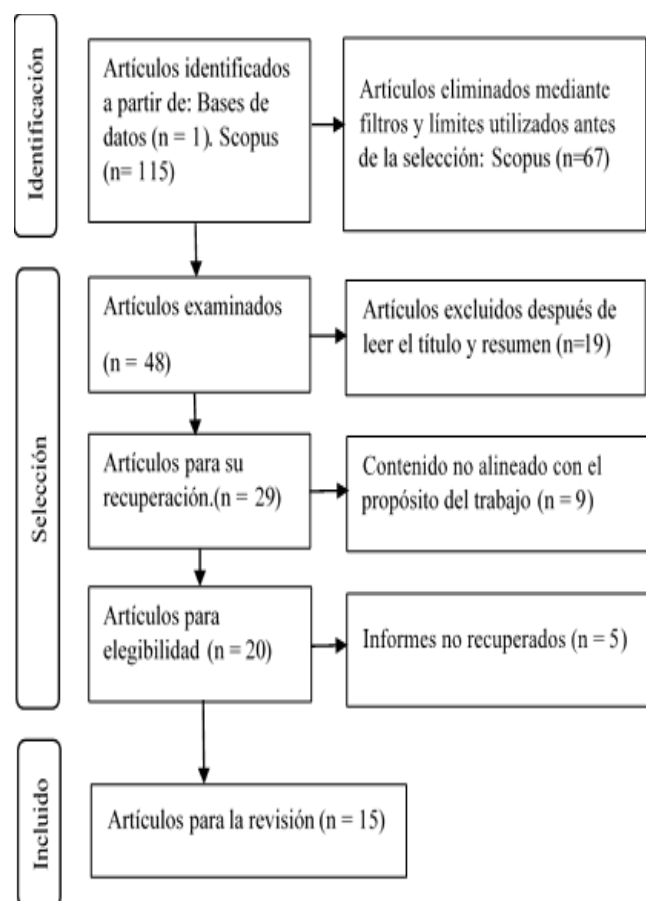 Identificación
Artículos identificados
a partir de: Bases de
datos (n = 1). Scopus
(n= 115)
Artículos eliminados mediante
filtros y límites utilizados antes
de la selección: Scopus (n=67)
Selección
Artículos examinados
(n = 48)
Artículos excluidos después de
leer el título y resumen (n=19)
Artículos para su
recuperación.(n = 29)
Contenido no alineado con el
propósito del trabajo (n = 9)
Artículos para
elegibilidad (n = 20)
Informes no recuperados (n = 5)
Incluido
Artículos para la revisión (n = 15)